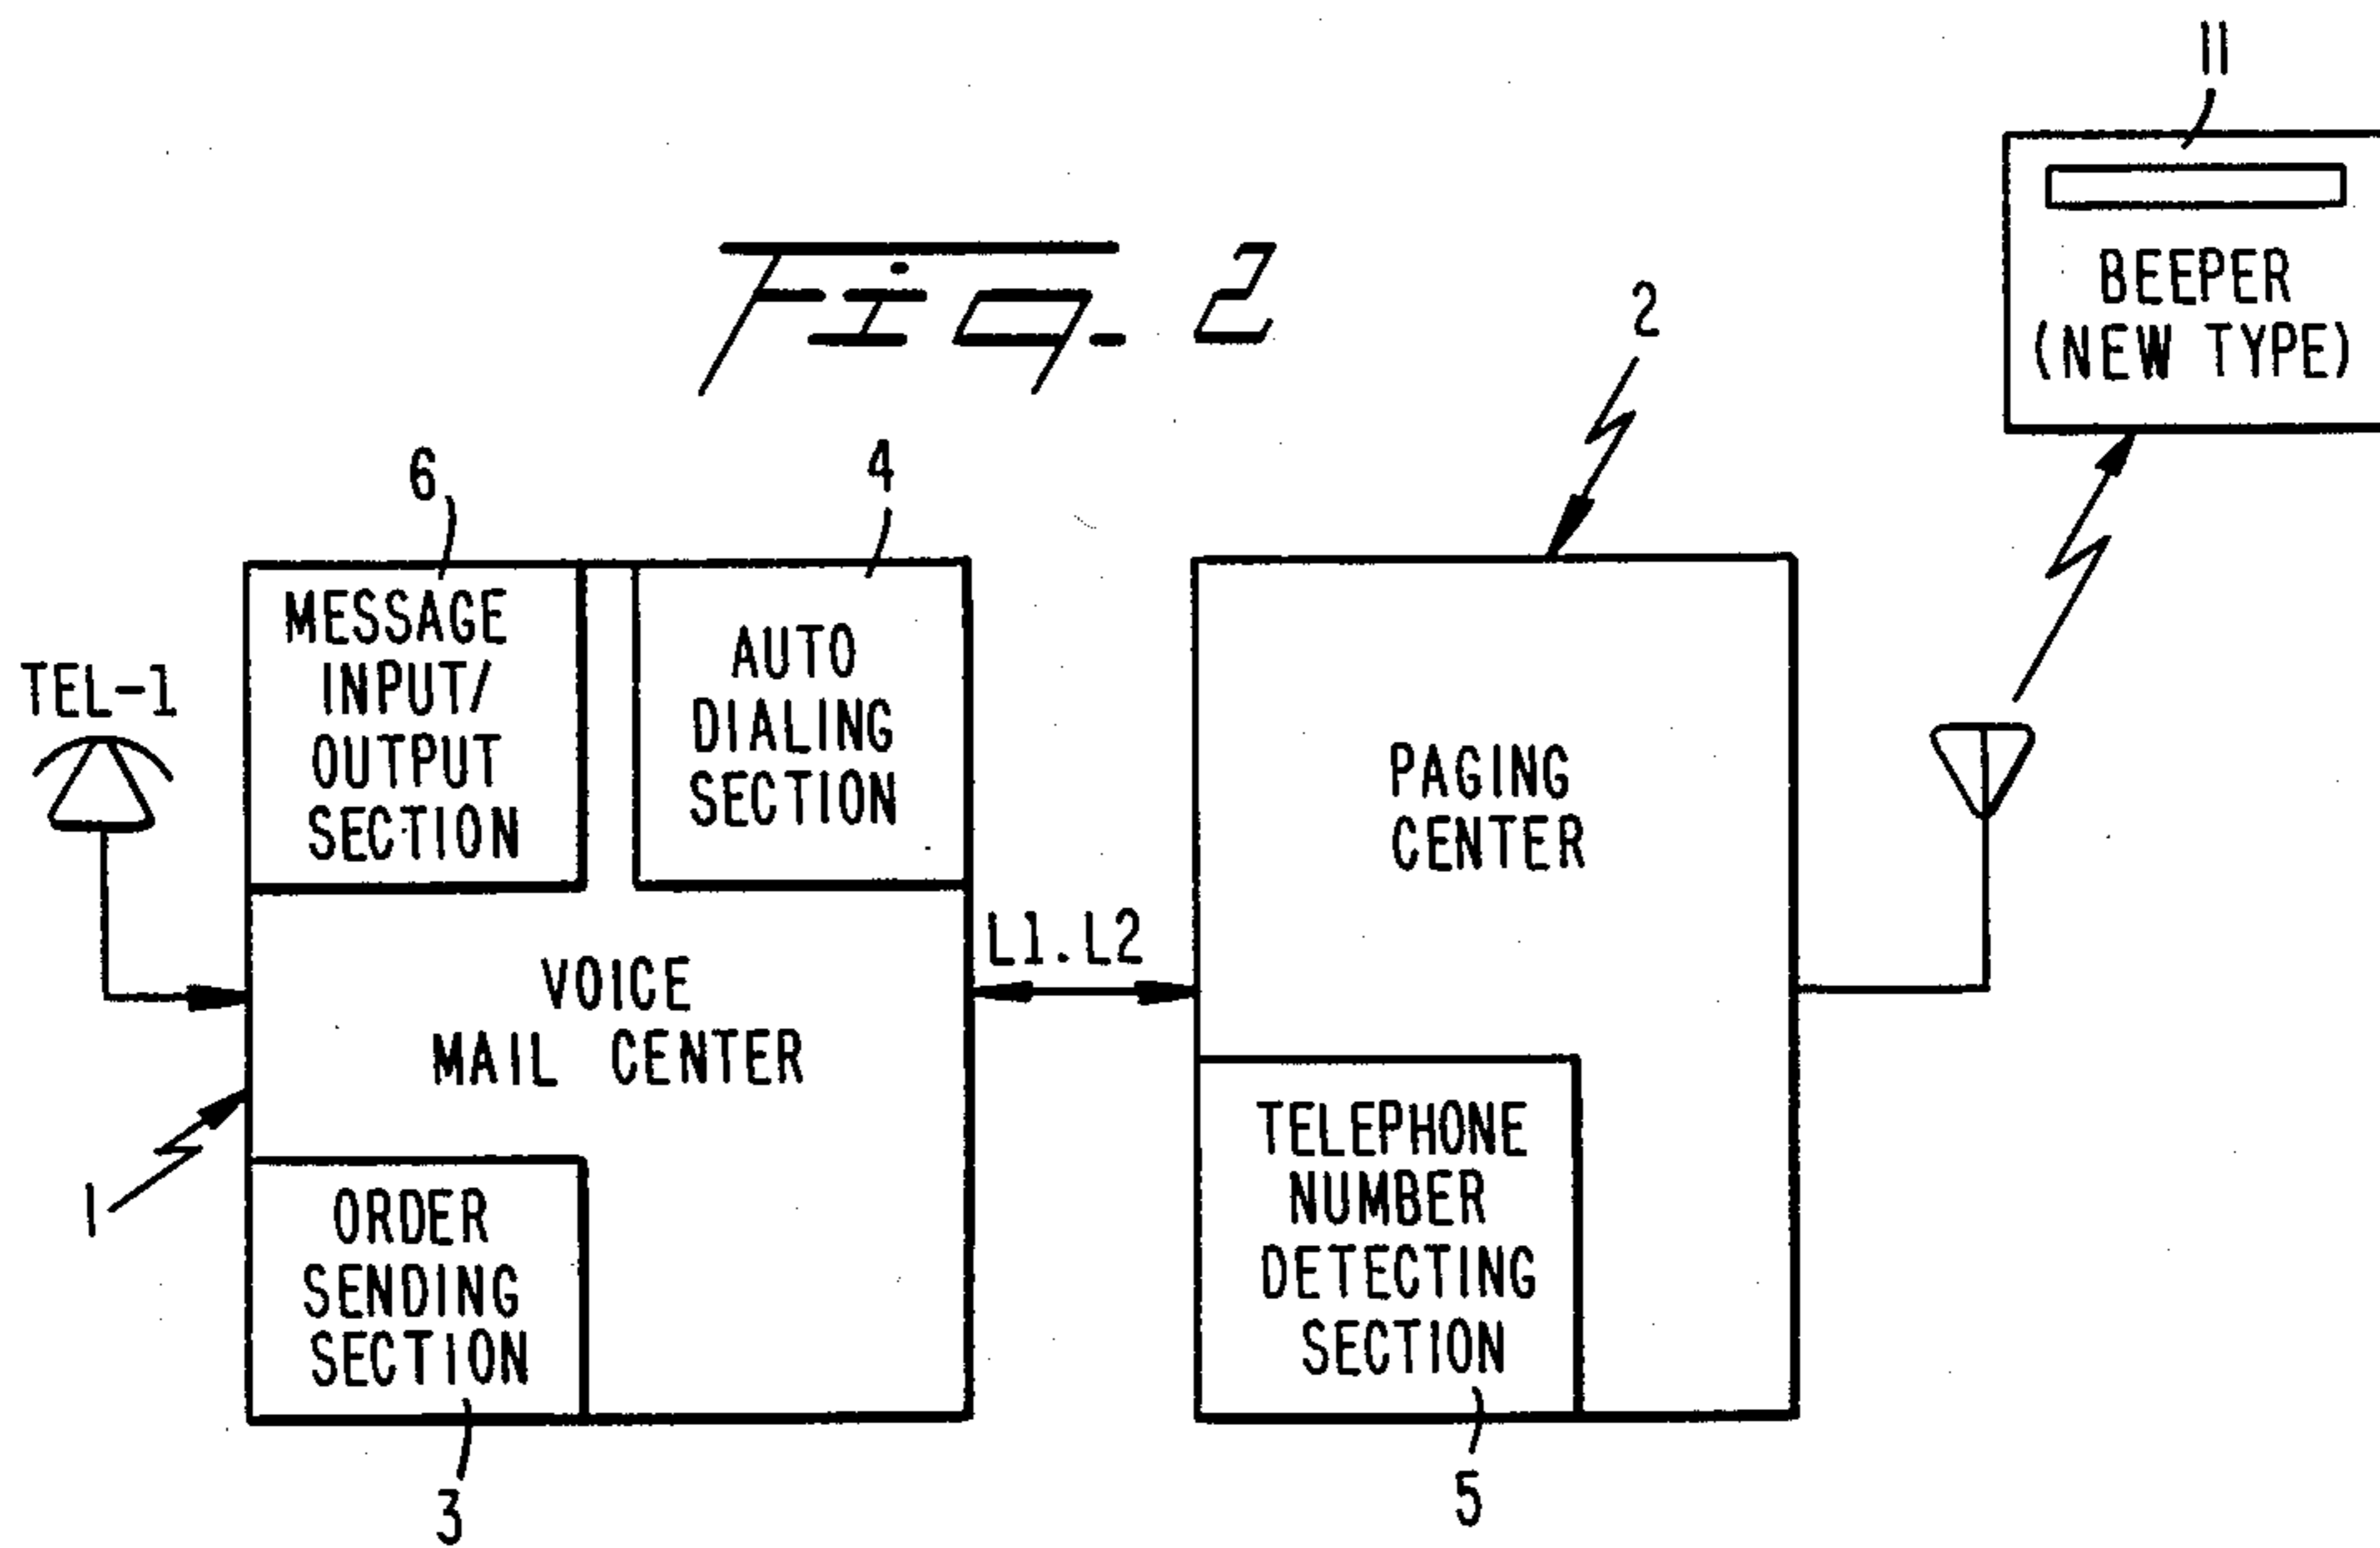 11
BEEPER
(NEW TYPE)
Fig. 2
2
6
4
MESSAGE
INPUT/
OUTPUT
SECTION
AUTO
DIALING
SECTION
TEL-1
PAGING
CENTER
L1.L2
VOICE
MAIL CENTER
TELEPHONE
NUMBER
DETECTING
SECTION
1
ORDER
SENDING
SECTION
3
5